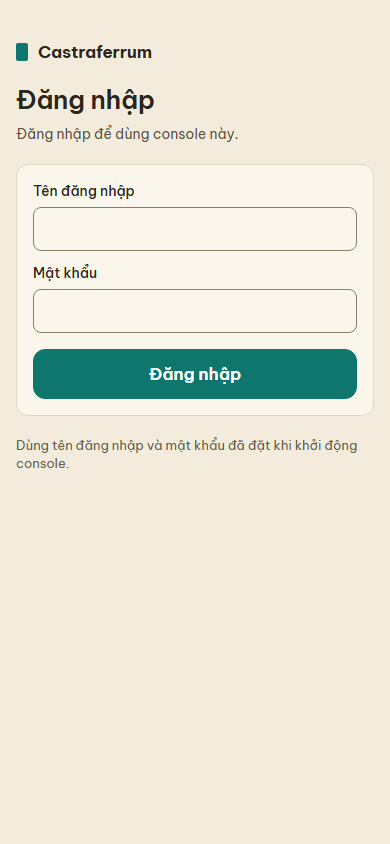 Castraferrum
Đăng nhập
Đăng nhập để dùng console này.
Tên đăng nhập
Mật khẩu
Đăng nhập
Dùng tên đăng nhập và mật khẩu đã đặt khi khởi động
console.